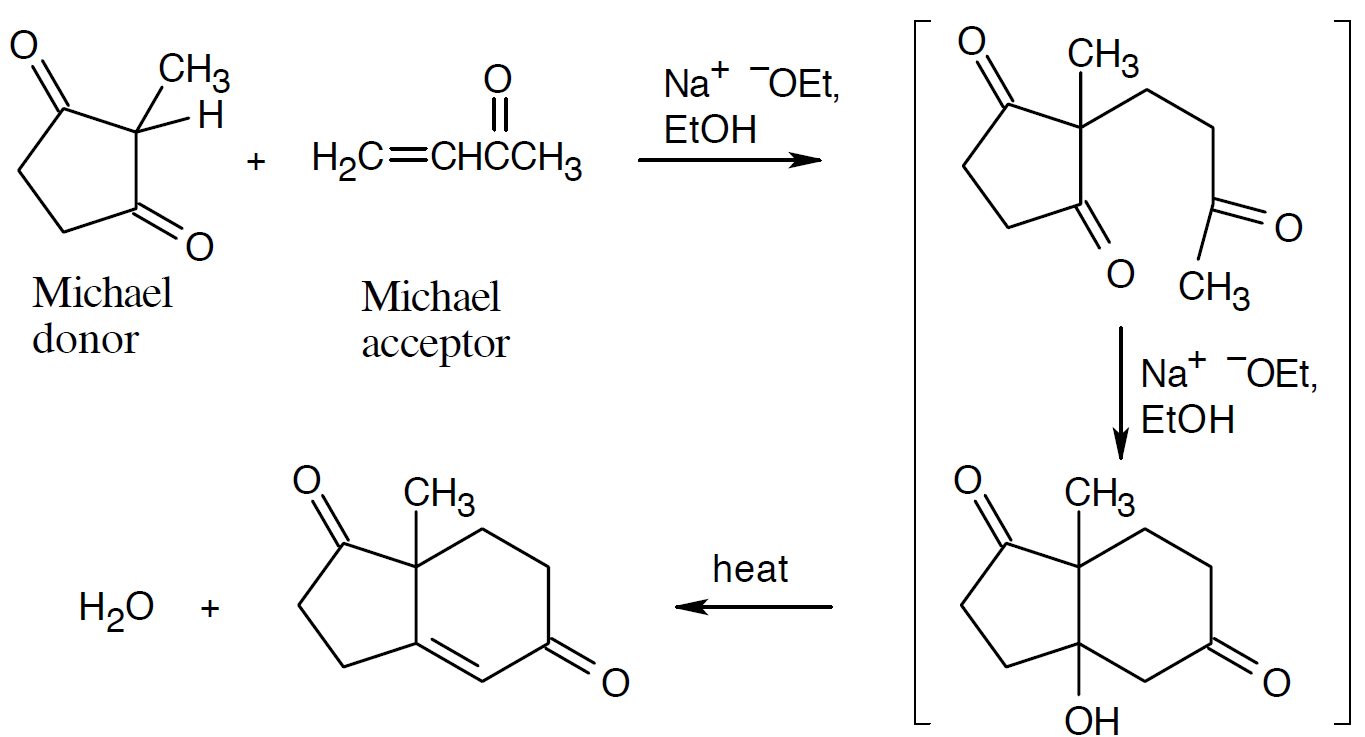 O
CH₃
H
O
+
O
H₂C=CHCCH₃
Na⁺ ⁻OEt,
EtOH
Michael
donor
Michael
acceptor
O
CH₃
O
O
CH₃
Na⁺ ⁻OEt,
EtOH
O
CH₃
O
OH
heat
O
CH₃
O
H₂O +